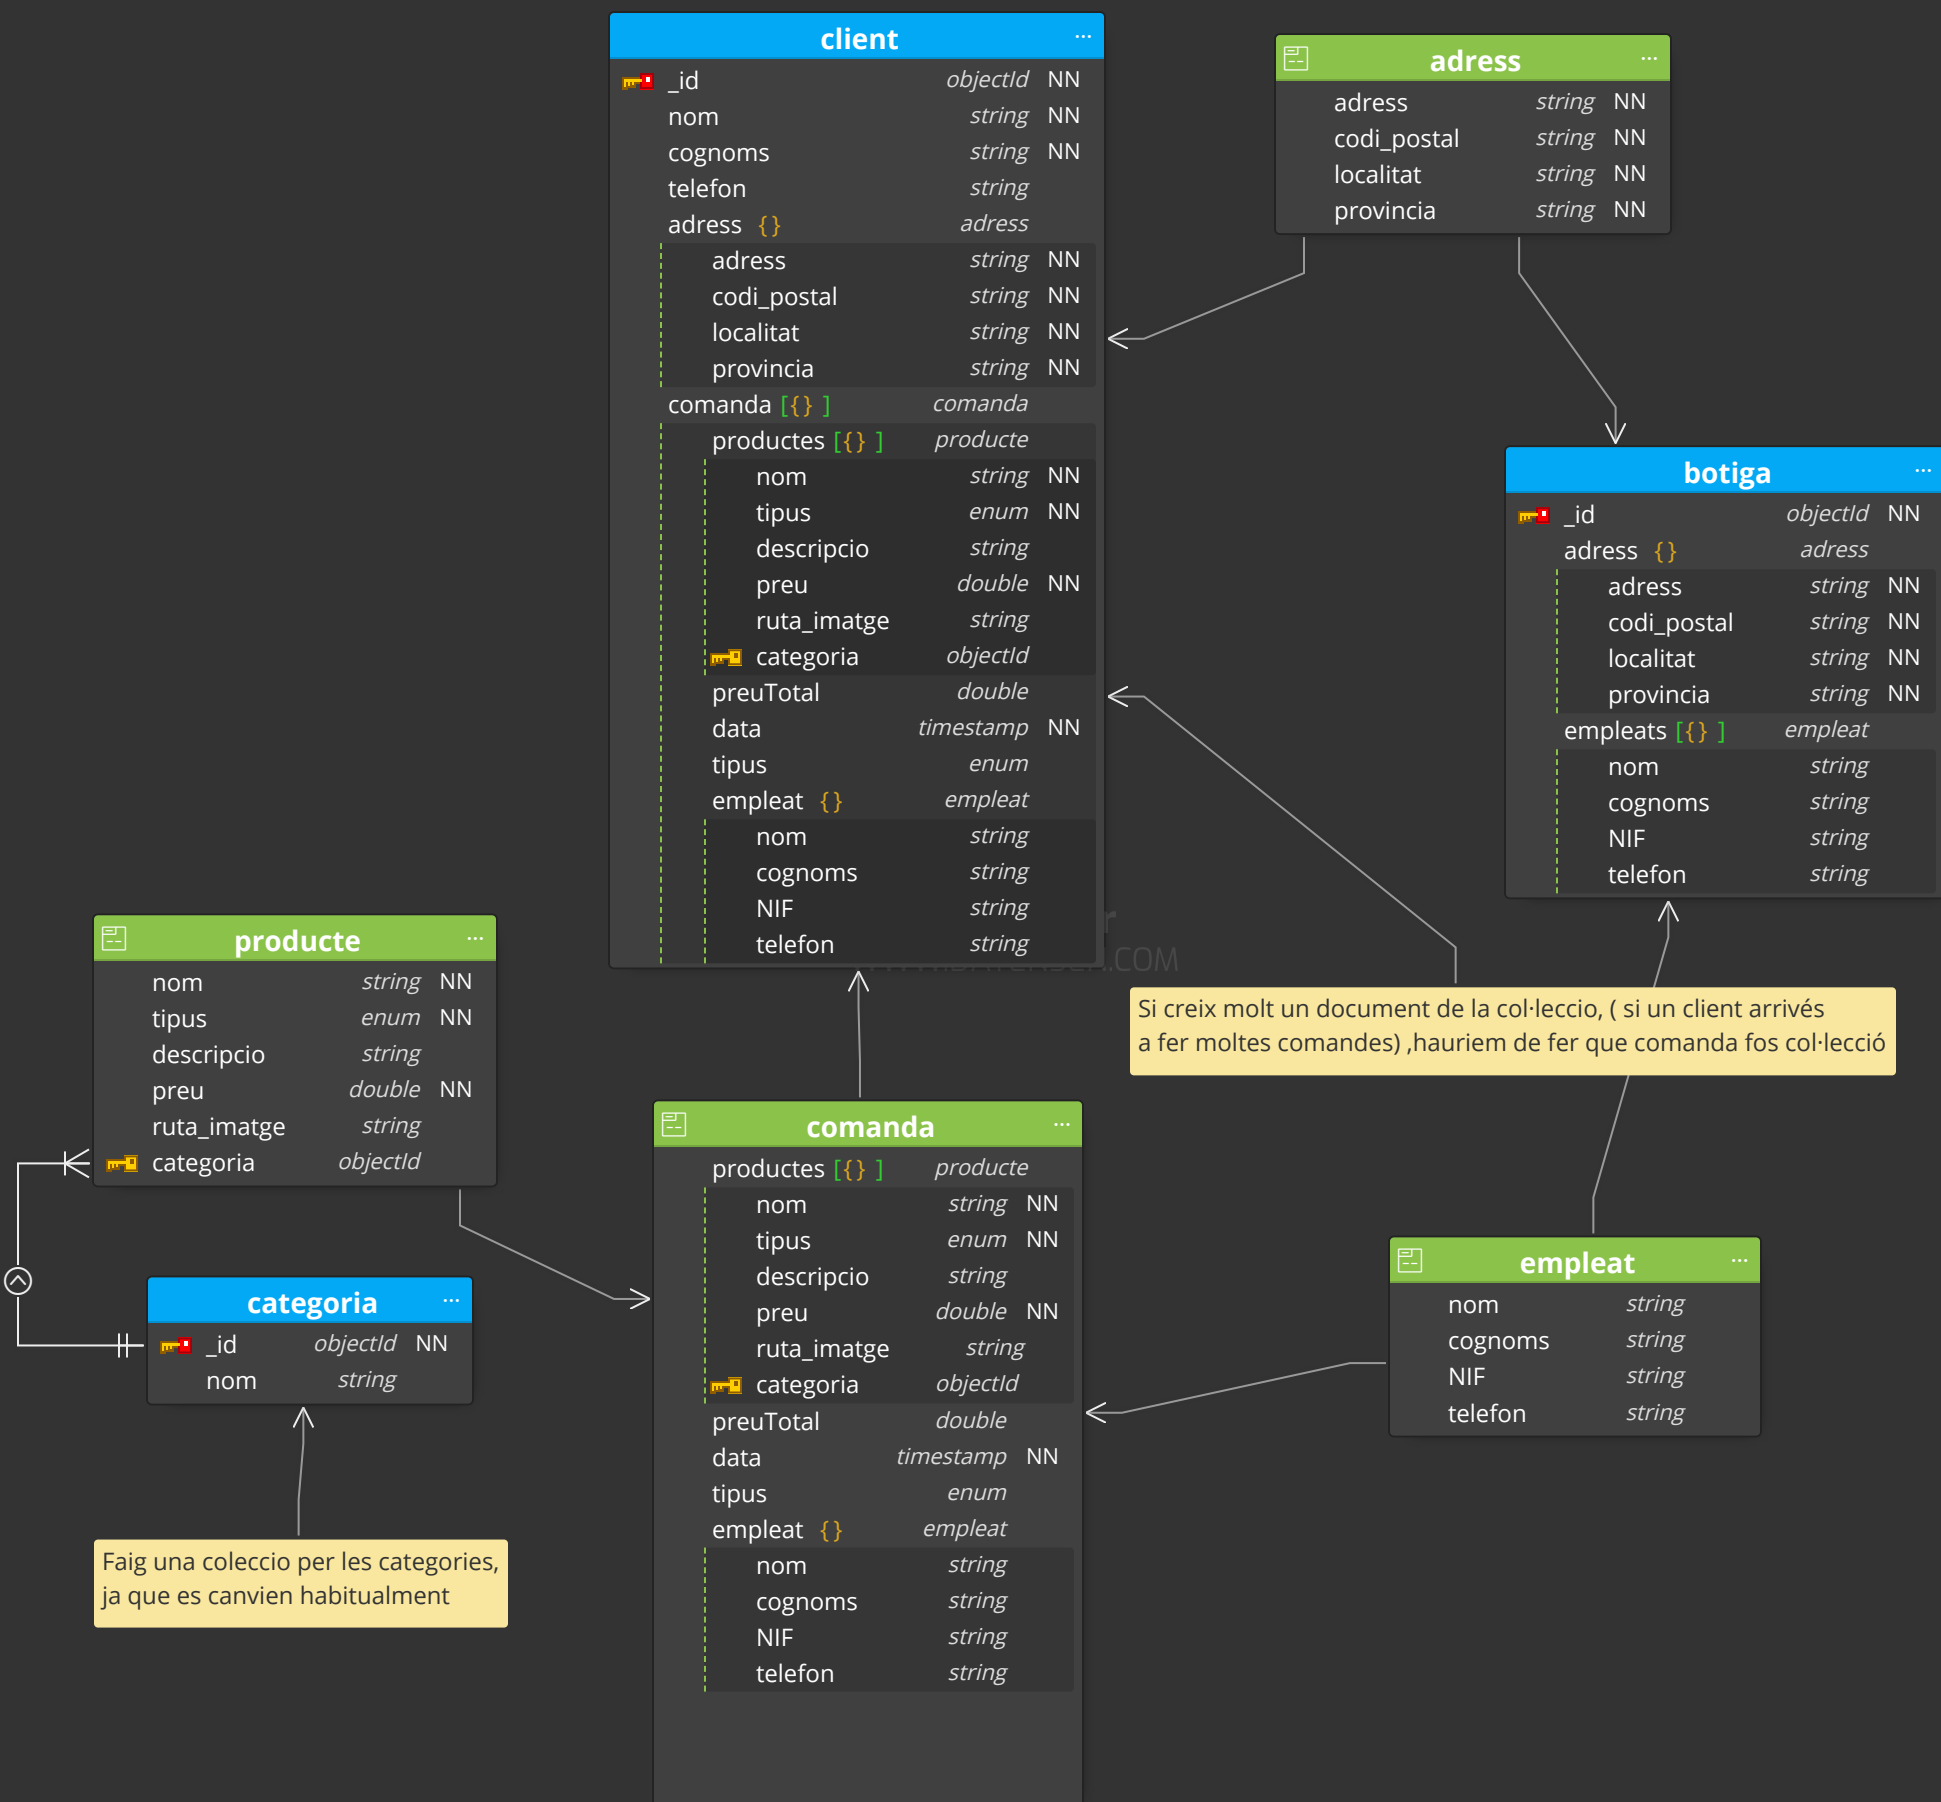 client ...
_id objectId NN
nom string NN
cognoms string NN
telefon string
adress {} adress
adress string NN
codi_postal string NN
localitat string NN
provincia string NN
comanda [{} ] comanda
productes [{} ] producte
nom string NN
tipus enum NN
descripcio string
preu double NN
ruta_imatge string
categoria objectId
preuTotal double
data timestamp NN
tipus enum
empleat {} empleat
nom string
cognoms string
NIF string
telefon string
adress ...
adress string NN
codi_postal string NN
localitat string NN
provincia string NN
botiga ...
_id objectId NN
adress {} adress
adress string NN
codi_postal string NN
localitat string NN
provincia string NN
empleats [{} ] empleat
nom string
cognoms string
NIF string
telefon string
producte ...
nom string NN
tipus enum NN
descripcio string
preu double NN
ruta_imatge string
categoria objectId
Si creix molt un document de la col·leccio, ( si un client arrivés
a fer moltes comandes) ,hauriem de fer que comanda fos col·lecció
comanda ...
productes [{} ] producte
nom string NN
tipus enum NN
descripcio string
preu double NN
ruta_imatge string
categoria objectId
preuTotal double
data timestamp NN
tipus enum
empleat {} empleat
nom string
cognoms string
NIF string
telefon string
empleat ...
nom string
cognoms string
NIF string
telefon string
categoria ...
_id objectId NN
nom string
Faig una coleccio per les categories,
ja que es canvien habitualment